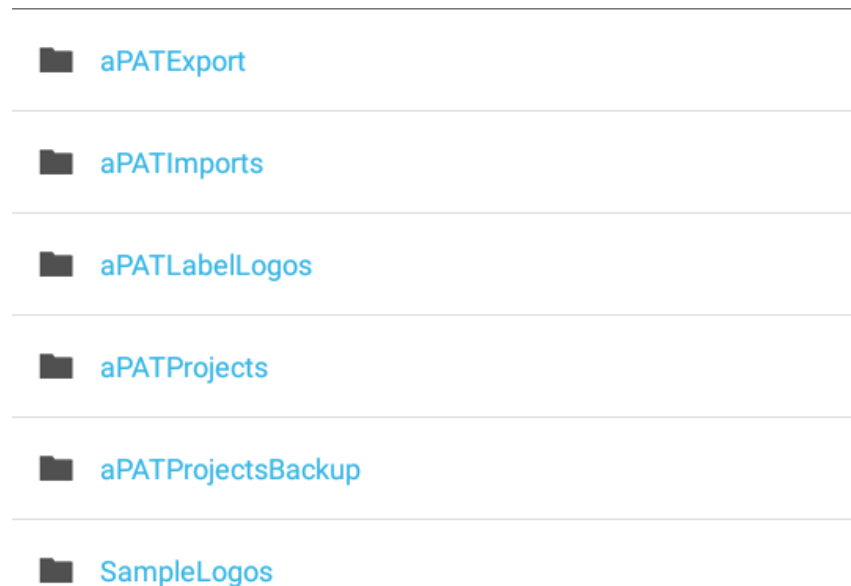 aPATExport
aPATImports
aPATLabelLogos
aPATProjects
aPATProjectsBackup
SampleLogos